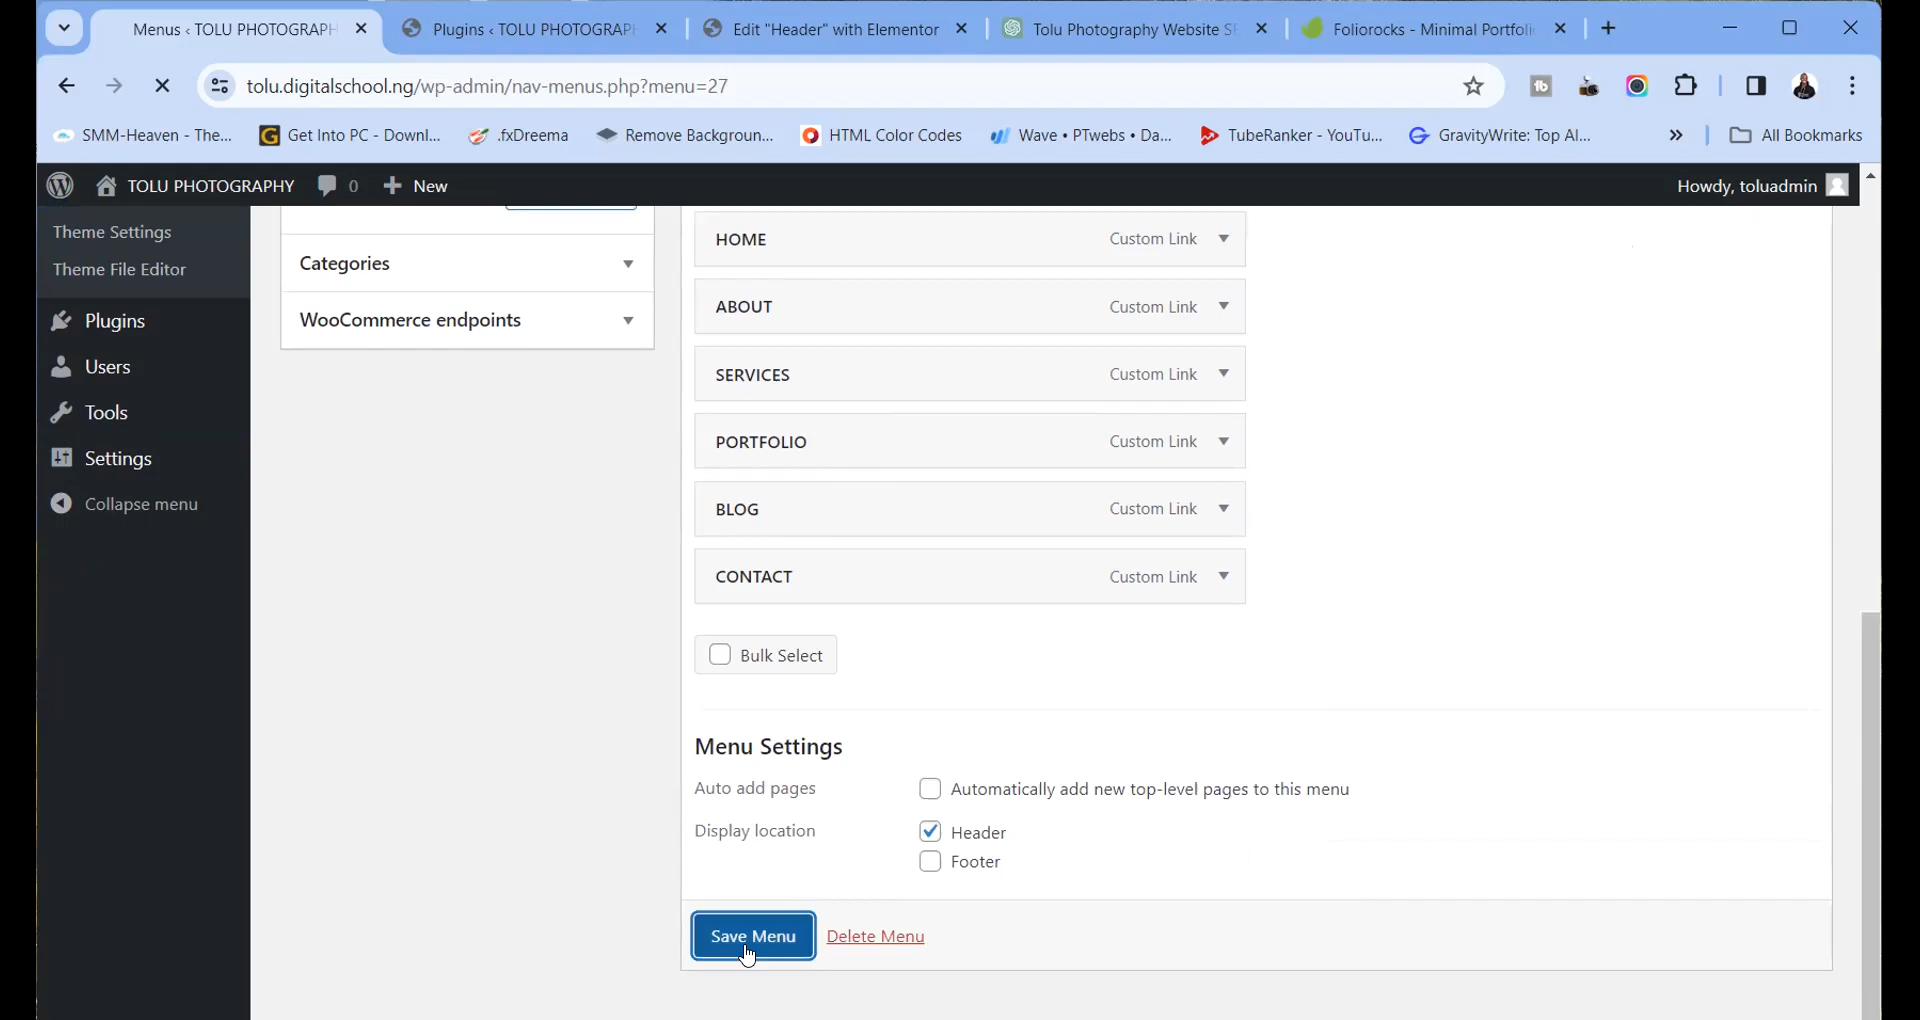 Menus ‹ TOLU PHOTOGRAPH
Plugins ‹ TOLU PHOTOGRAP
Edit "Header" with Elementor
Tolu Photography Website S
Foliorocks - Minimal Portfoli
tolu.digitalschool.ng/wp-admin/nav-menus.php?menu=27
SMM-Heaven - The...
Get Into PC - Downl...
.fxDreema
Remove Backgroun...
HTML Color Codes
Wave • PTwebs • Da...
TubeRanker - YouTu...
GravityWrite: Top AI...
»
All Bookmarks
TOLU PHOTOGRAPHY
0
New
Howdy, toluadmin
Theme Settings
Theme File Editor
Plugins
Users
Tools
Settings
Collapse menu
Categories
WooCommerce endpoints
HOME Custom Link
ABOUT Custom Link
SERVICES Custom Link
PORTFOLIO Custom Link
BLOG Custom Link
CONTACT Custom Link
Bulk Select
Menu Settings
Auto add pages
Automatically add new top-level pages to this menu
Display location
Header
Footer
Save Menu
Delete Menu